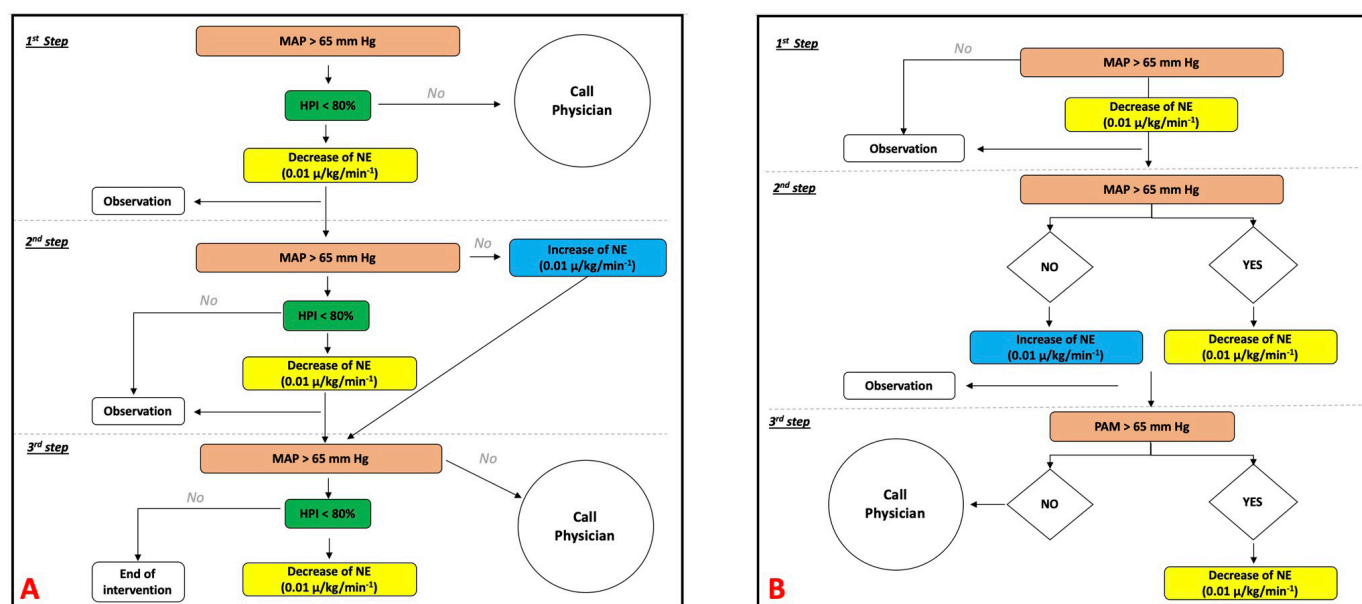 1st Step
MAP > 65 mm Hg
No
HPI < 80%
Call
Physician
Decrease of NE
(0.01 µ/kg/min-1)
Observation
2nd step
MAP > 65 mm Hg
No
Increase of NE
(0.01 µ/kg/min-1)
No
HPI < 80%
Decrease of NE
(0.01 µ/kg/min-1)
Observation
3rd step
MAP > 65 mm Hg
No
No
HPI < 80%
Call
Physician
End of
intervention
Decrease of NE
(0.01 µ/kg/min-1)
A
1st Step
No
MAP > 65 mm Hg
Decrease of NE
(0.01 µ/kg/min-1)
Observation
2nd step
MAP > 65 mm Hg
NO
YES
Increase of NE
(0.01 µ/kg/min-1)
Decrease of NE
(0.01 µ/kg/min-1)
Observation
3rd step
PAM > 65 mm Hg
Call
Physician
NO
YES
Decrease of NE
(0.01 µ/kg/min-1)
B